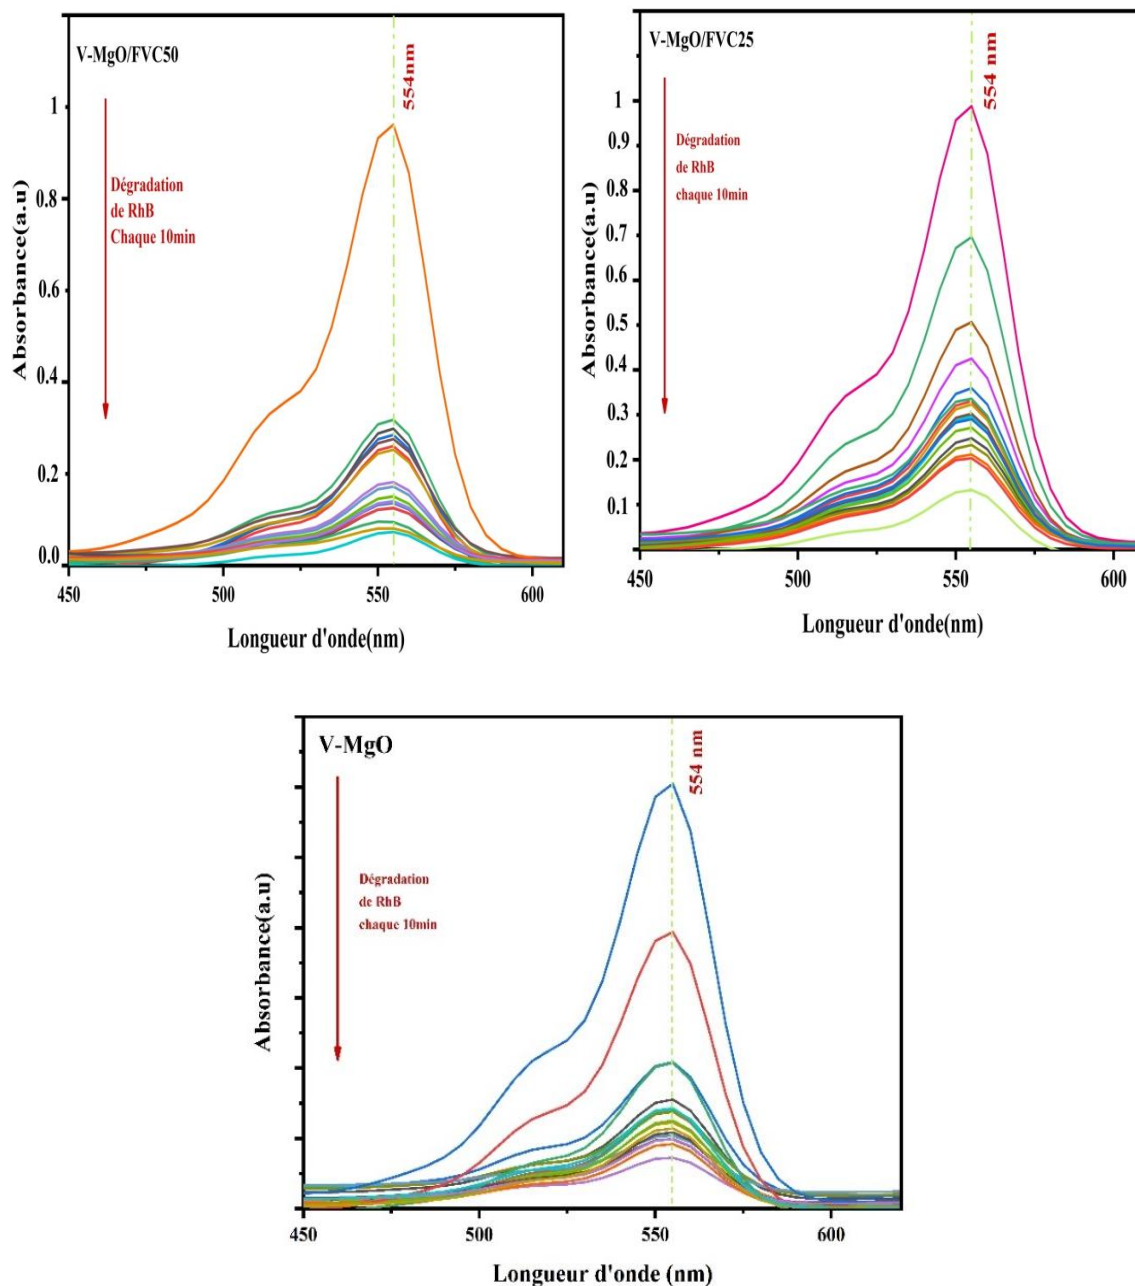 V-MgO/FVC50
554nm
Dégradation
de RhB
Chaque 10min
Absorbance(a.u)
1
0.8
0.6
0.4
0.2
0.0
450
500
550
600
Longueur d'onde(nm)
V-MgO/FVC25
554 nm
Dégradation
de RhB
chaque 10min
Absorbance(a.u)
1
0.9
0.8
0.7
0.6
0.5
0.4
0.3
0.2
0.1
450
500
550
600
Longueur d'onde(nm)
V-MgO
554 nm
Dégradation
de RhB
chaque 10min
Absorbance(a.u)
450
500
550
600
Longueur d'onde (nm)